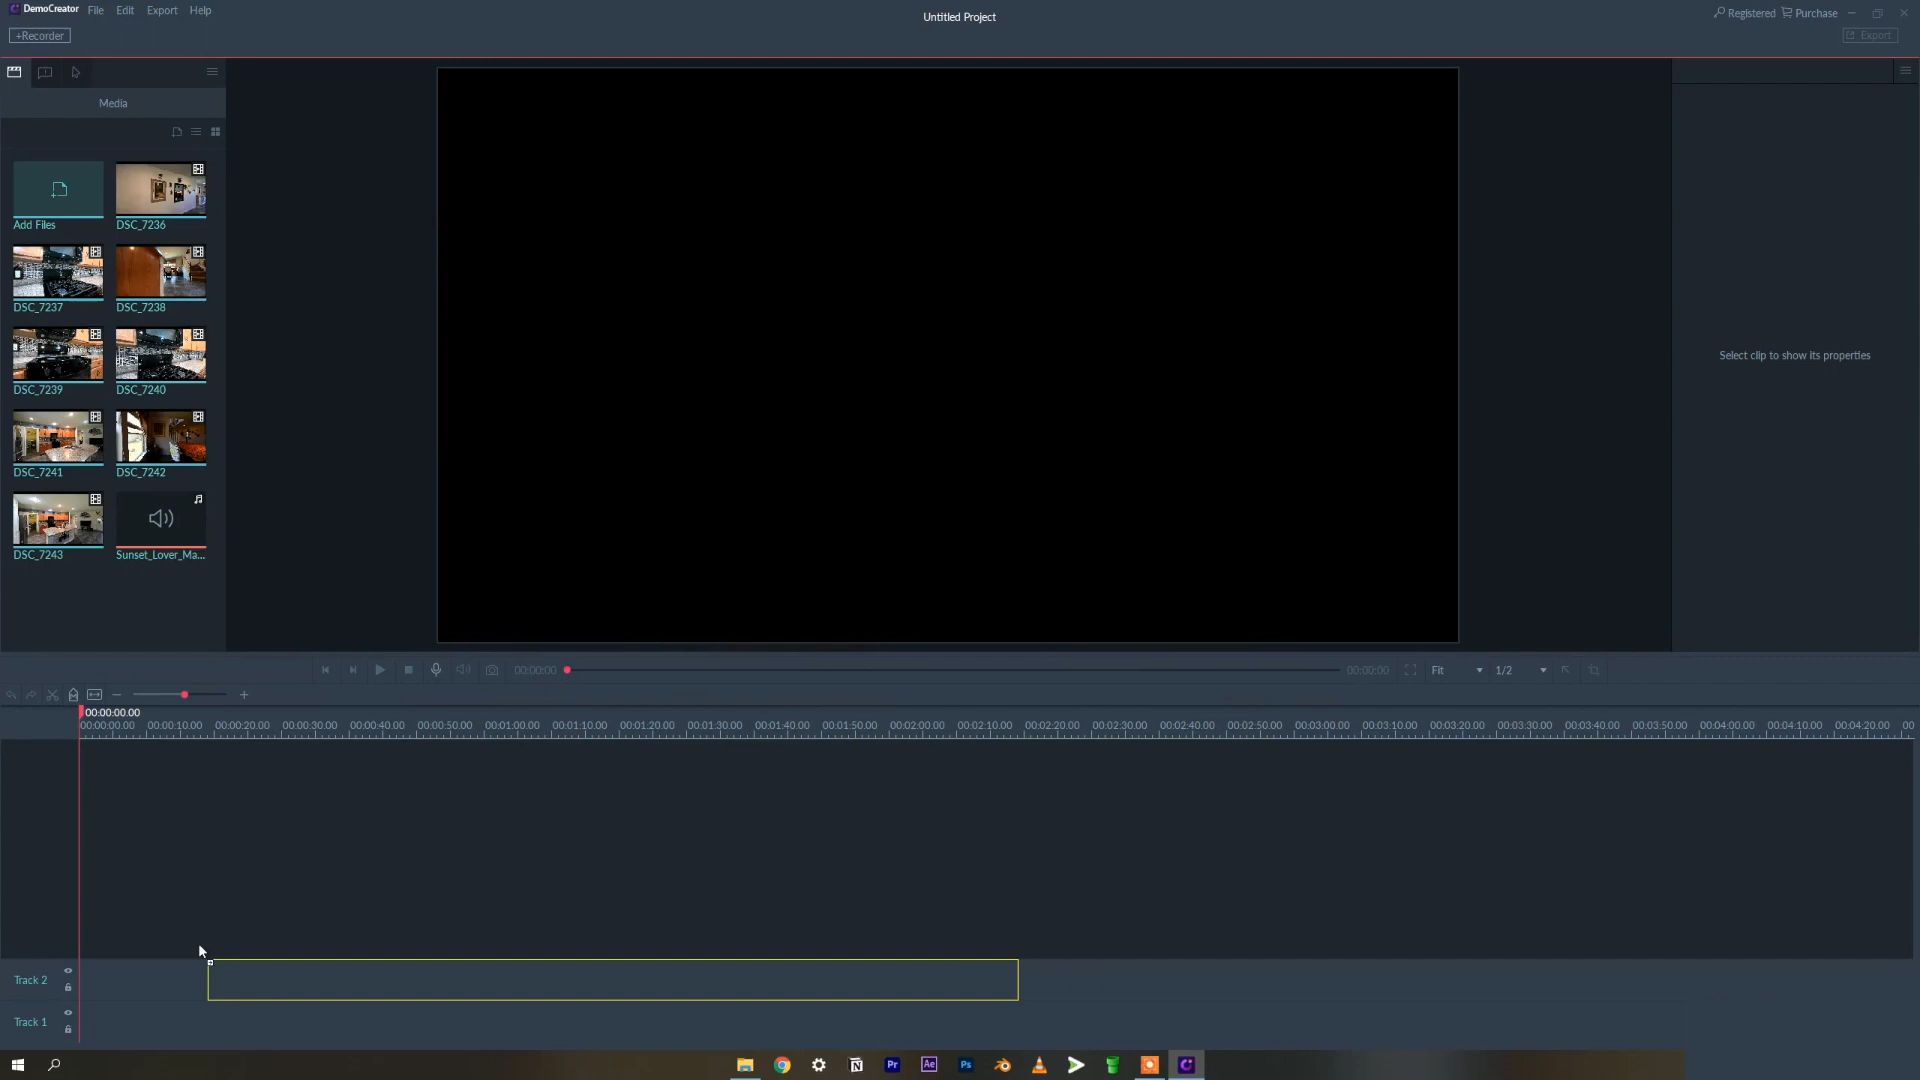 DemoCreator File Edit Export Help
Untitled Project
Registered Purchase
+Recorder
Export
Media
Add Files
DSC_7236
DSC_7237
DSC_7238
DSC_7239
DSC_7240
DSC_7241
DSC_7242
DSC_7243
Sunset_Lover_Ma...
Select clip to show its properties
00:00:00
00:00:00
Fit
1/2
00:00:00.00
00:00:00.00 00:00:10.00 00:00:20.00 00:00:30.00 00:00:40.00 00:00:50.00 00:01:00.00 00:01:10.00 00:01:20.00 00:01:30.00 00:01:40.00 00:01:50.00 00:02:00.00 00:02:10.00 00:02:20.00 00:02:30.00 00:02:40.00 00:02:50.00 00:03:00.00 00:03:10.00 00:03:20.00 00:03:30.00 00:03:40.00 00:03:50.00 00:04:00.00 00:04:10.00 00:04:20.00 00
Track 2
Track 1
N Pr Ae Ps